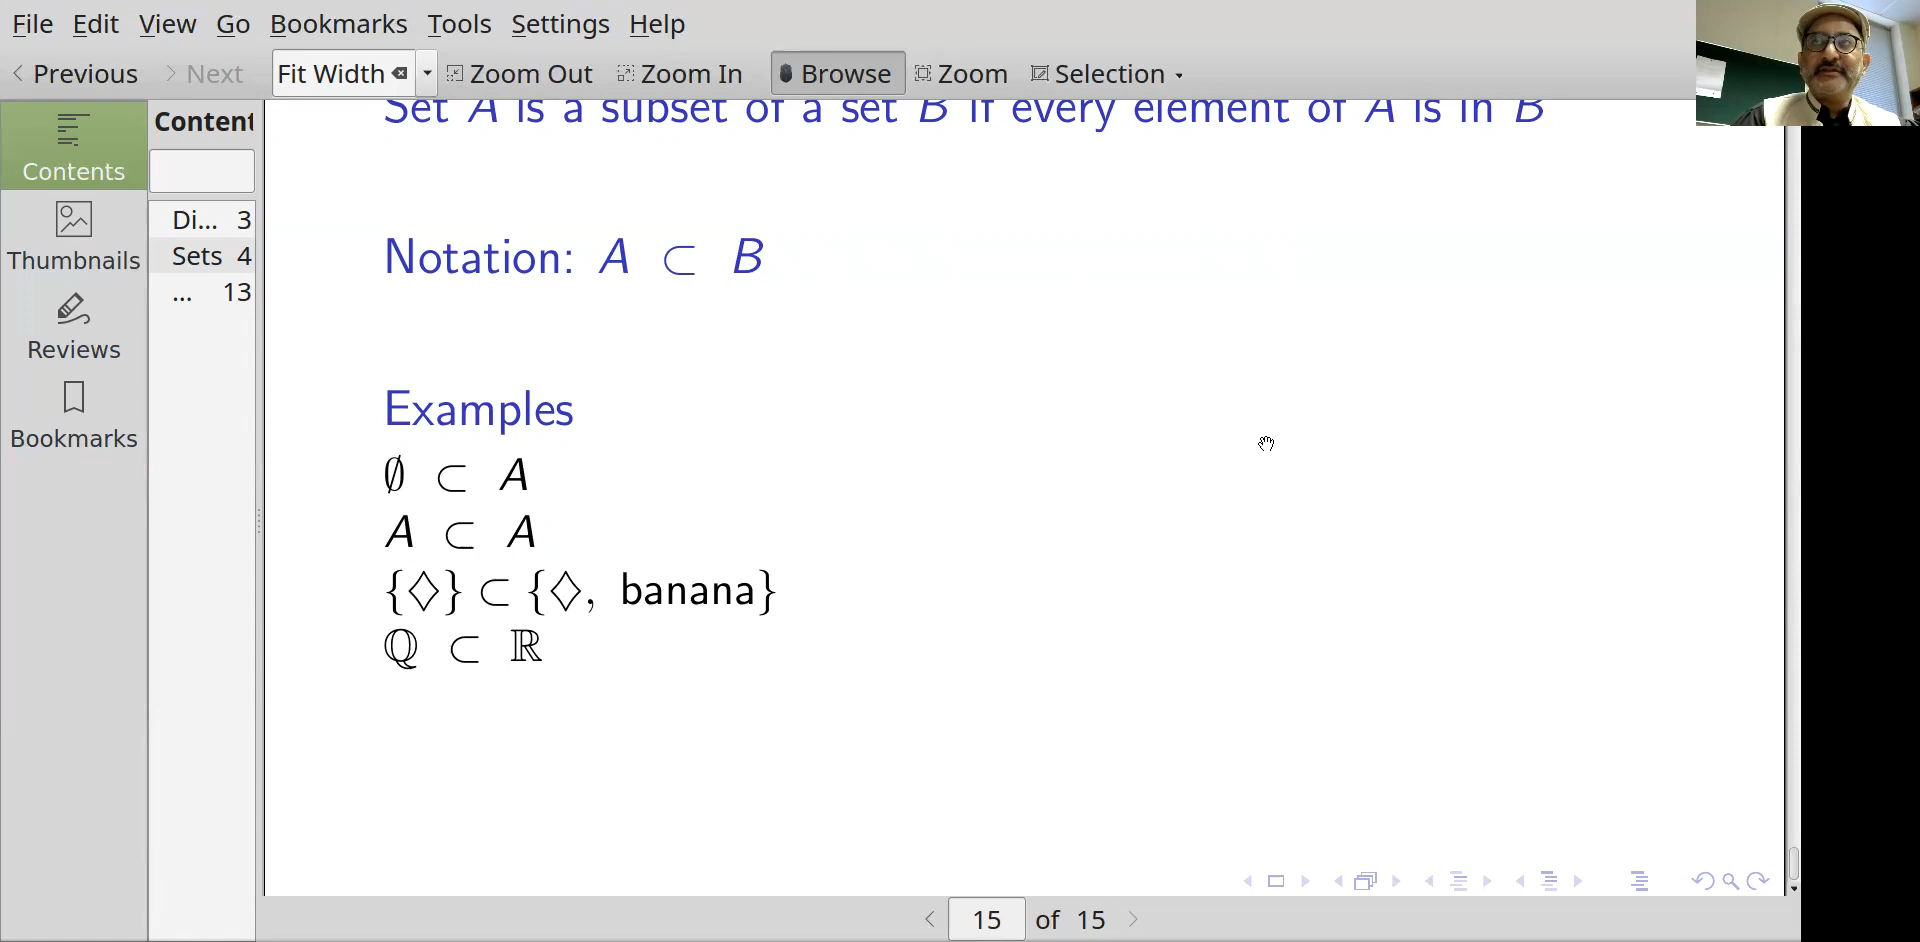 File Edit View Go Bookmarks Tools Settings Help
< Previous > Next Fit Width Zoom Out Zoom In Browse Zoom Selection
Contents
Thumbnails
Reviews
Bookmarks
Content
Di... 3
Sets 4
... 13
Set A is a subset of a set B if every element of A is in B
Notation: A ⊂ B
Examples
∅ ⊂ A
A ⊂ A
{♢} ⊂ {♢, banana}
ℚ ⊂ ℝ
< 15 of 15 >